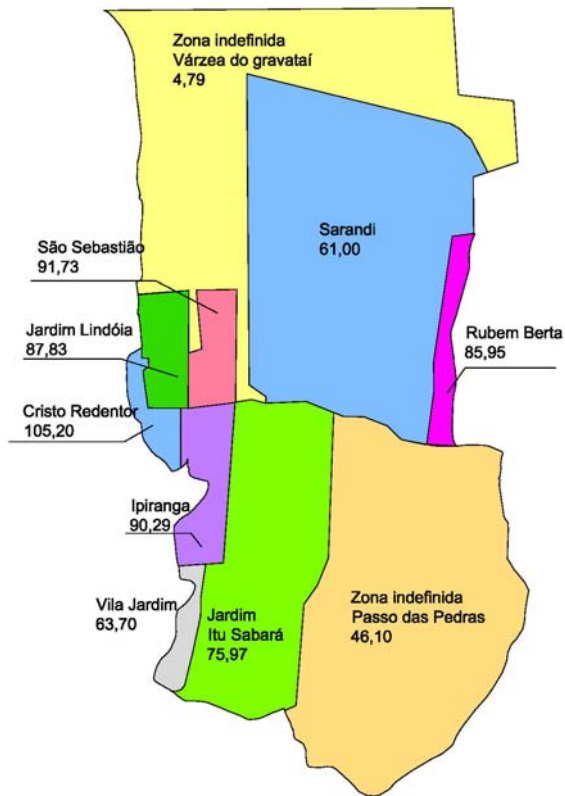 Zona indefinida
Várzea do gravataí
4,79
Sarandi
61,00
São Sebastião
91,73
Jardim Lindóia
87,83
Rubem Berta
85,95
Cristo Redentor
105,20
Ipiranga
90,29
Vila Jardim
63,70
Jardim
Itu Sabará
75,97
Zona indefinida
Passo das Pedras
46,10